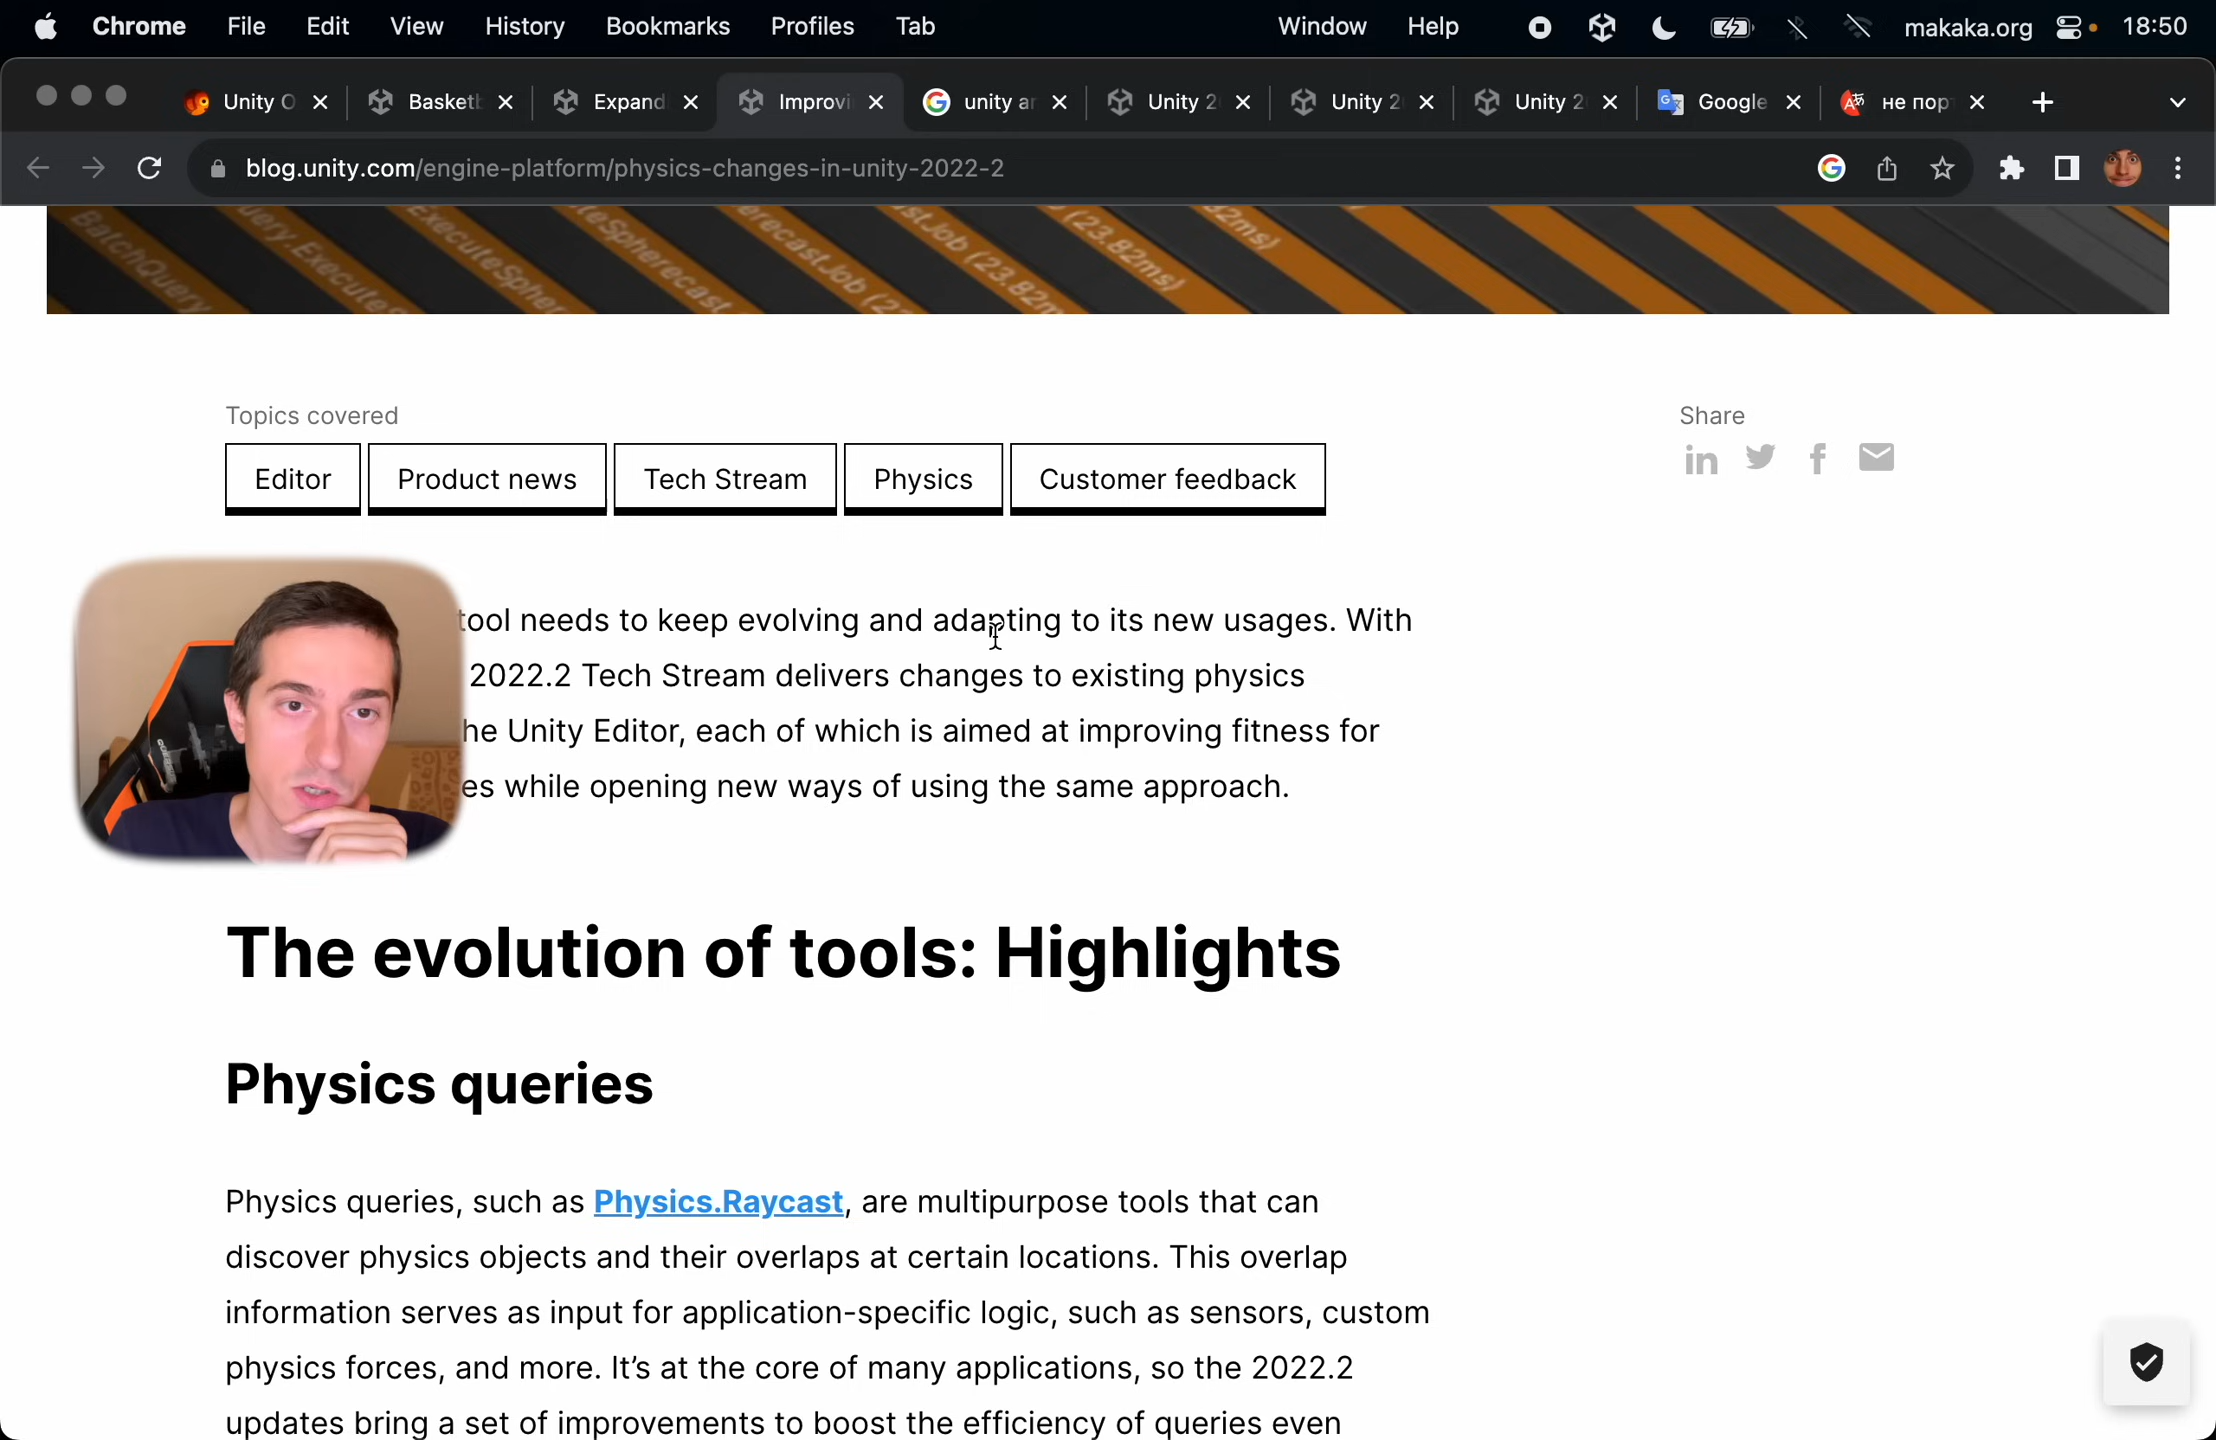 Chrome File Edit View History Bookmarks Profiles Tab Window Help makaka.org 18:50
Unity O Basketb Expand Improvi unity ar Unity 2 Unity 2 Unity 2 Google не пор
blog.unity.com/engine-platform/physics-changes-in-unity-2022-2
BatchQuery
ExecuteSpher
(23.82ms)
Topics covered
Share
Editor Product news Tech Stream Physics Customer feedback
tool needs to keep evolving and adapting to its new usages. With
2022.2 Tech Stream delivers changes to existing physics
he Unity Editor, each of which is aimed at improving fitness for
es while opening new ways of using the same approach.
The evolution of tools: Highlights
Physics queries
Physics queries, such as Physics.Raycast, are multipurpose tools that can
discover physics objects and their overlaps at certain locations. This overlap
information serves as input for application-specific logic, such as sensors, custom
physics forces, and more. It’s at the core of many applications, so the 2022.2
updates bring a set of improvements to boost the efficiency of queries even